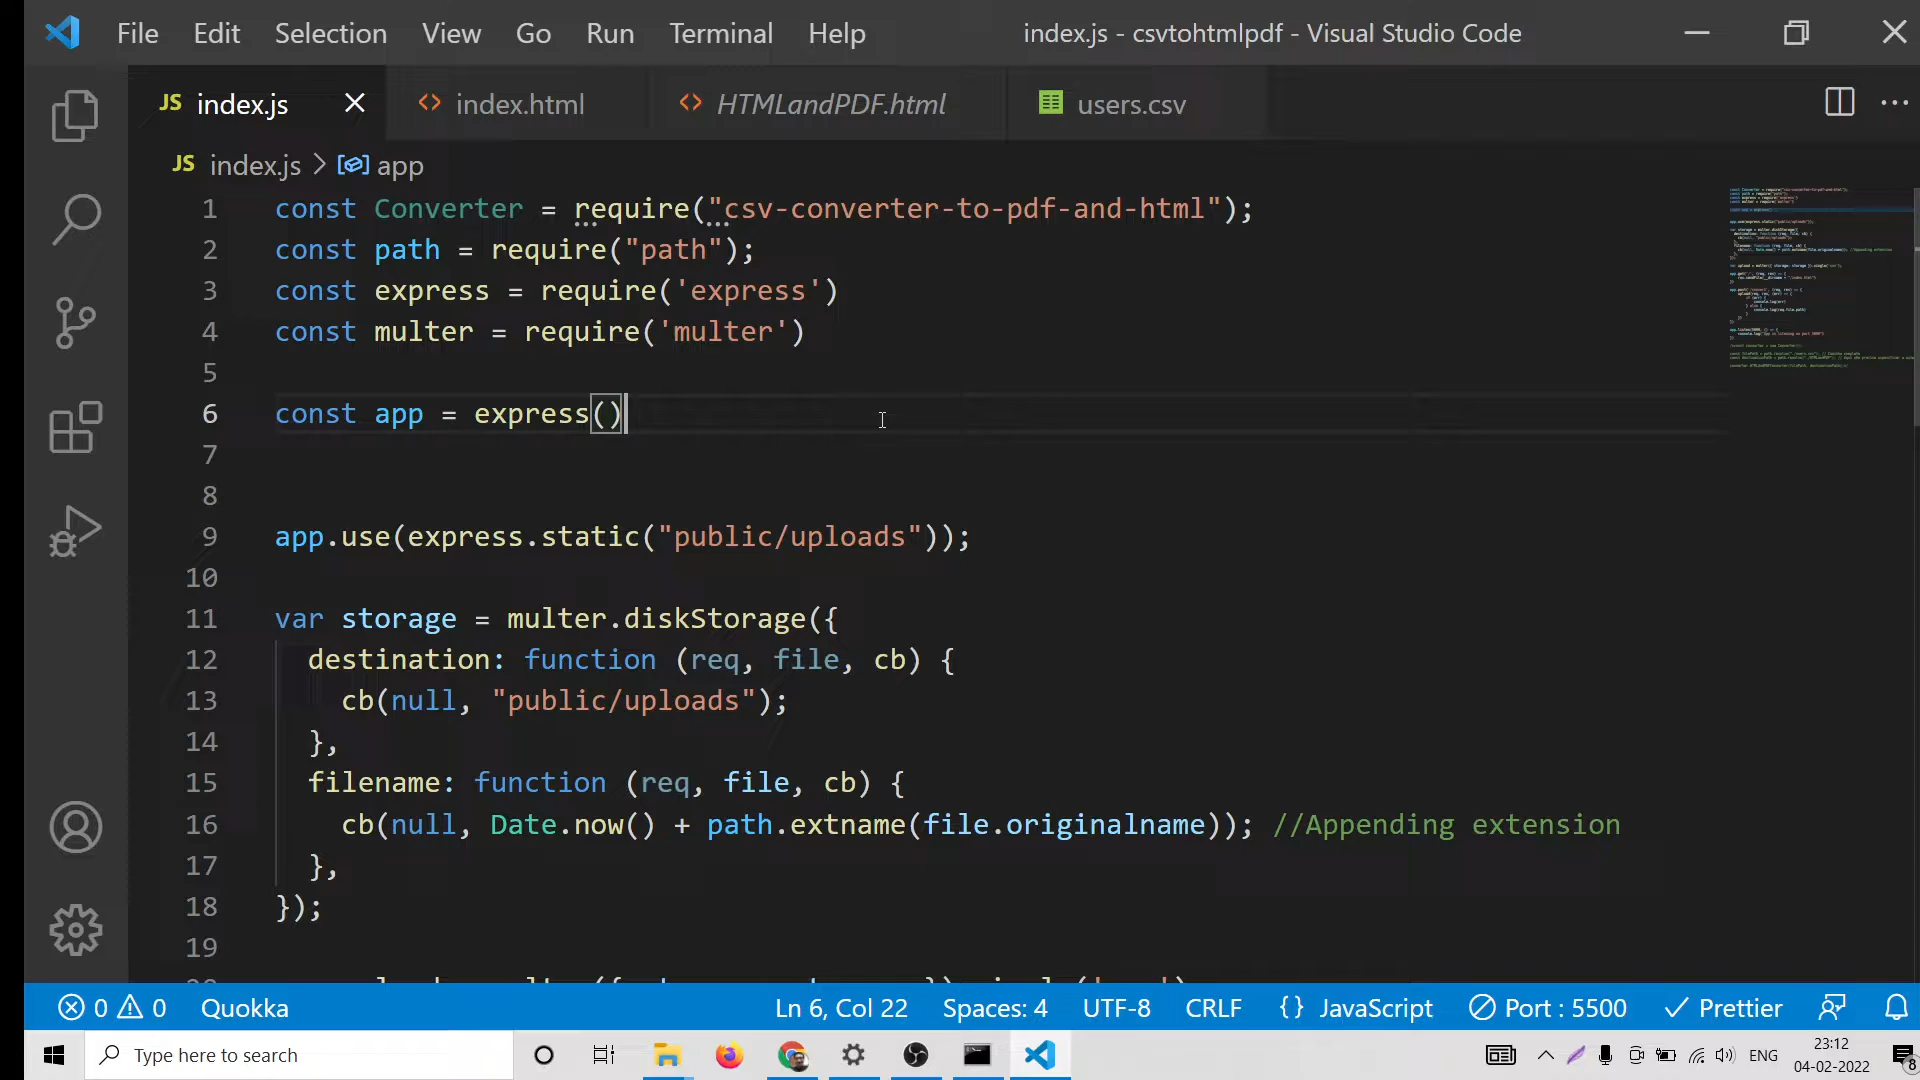 File Edit Selection View Go Run Terminal Help index.js - csvtohtmlpdf - Visual Studio Code
JS index.js index.html HTMLandPDF.html users.csv
JS index.js > app
1 const Converter = require("csv-converter-to-pdf-and-html");
2 const path = require("path");
3 const express = require('express')
4 const multer = require('multer')
5
6 const app = express()
7
8
9 app.use(express.static("public/uploads"));
10
11 var storage = multer.diskStorage({
12 destination: function (req, file, cb) {
13 cb(null, "public/uploads");
14 },
15 filename: function (req, file, cb) {
16 cb(null, Date.now() + path.extname(file.originalname)); //Appending extension
17 },
18 });
19
0 0 Quokka Ln 6, Col 22 Spaces: 4 UTF-8 CRLF {} JavaScript Port : 5500 Prettier
Type here to search ENG 23:12
04-02-2022 8